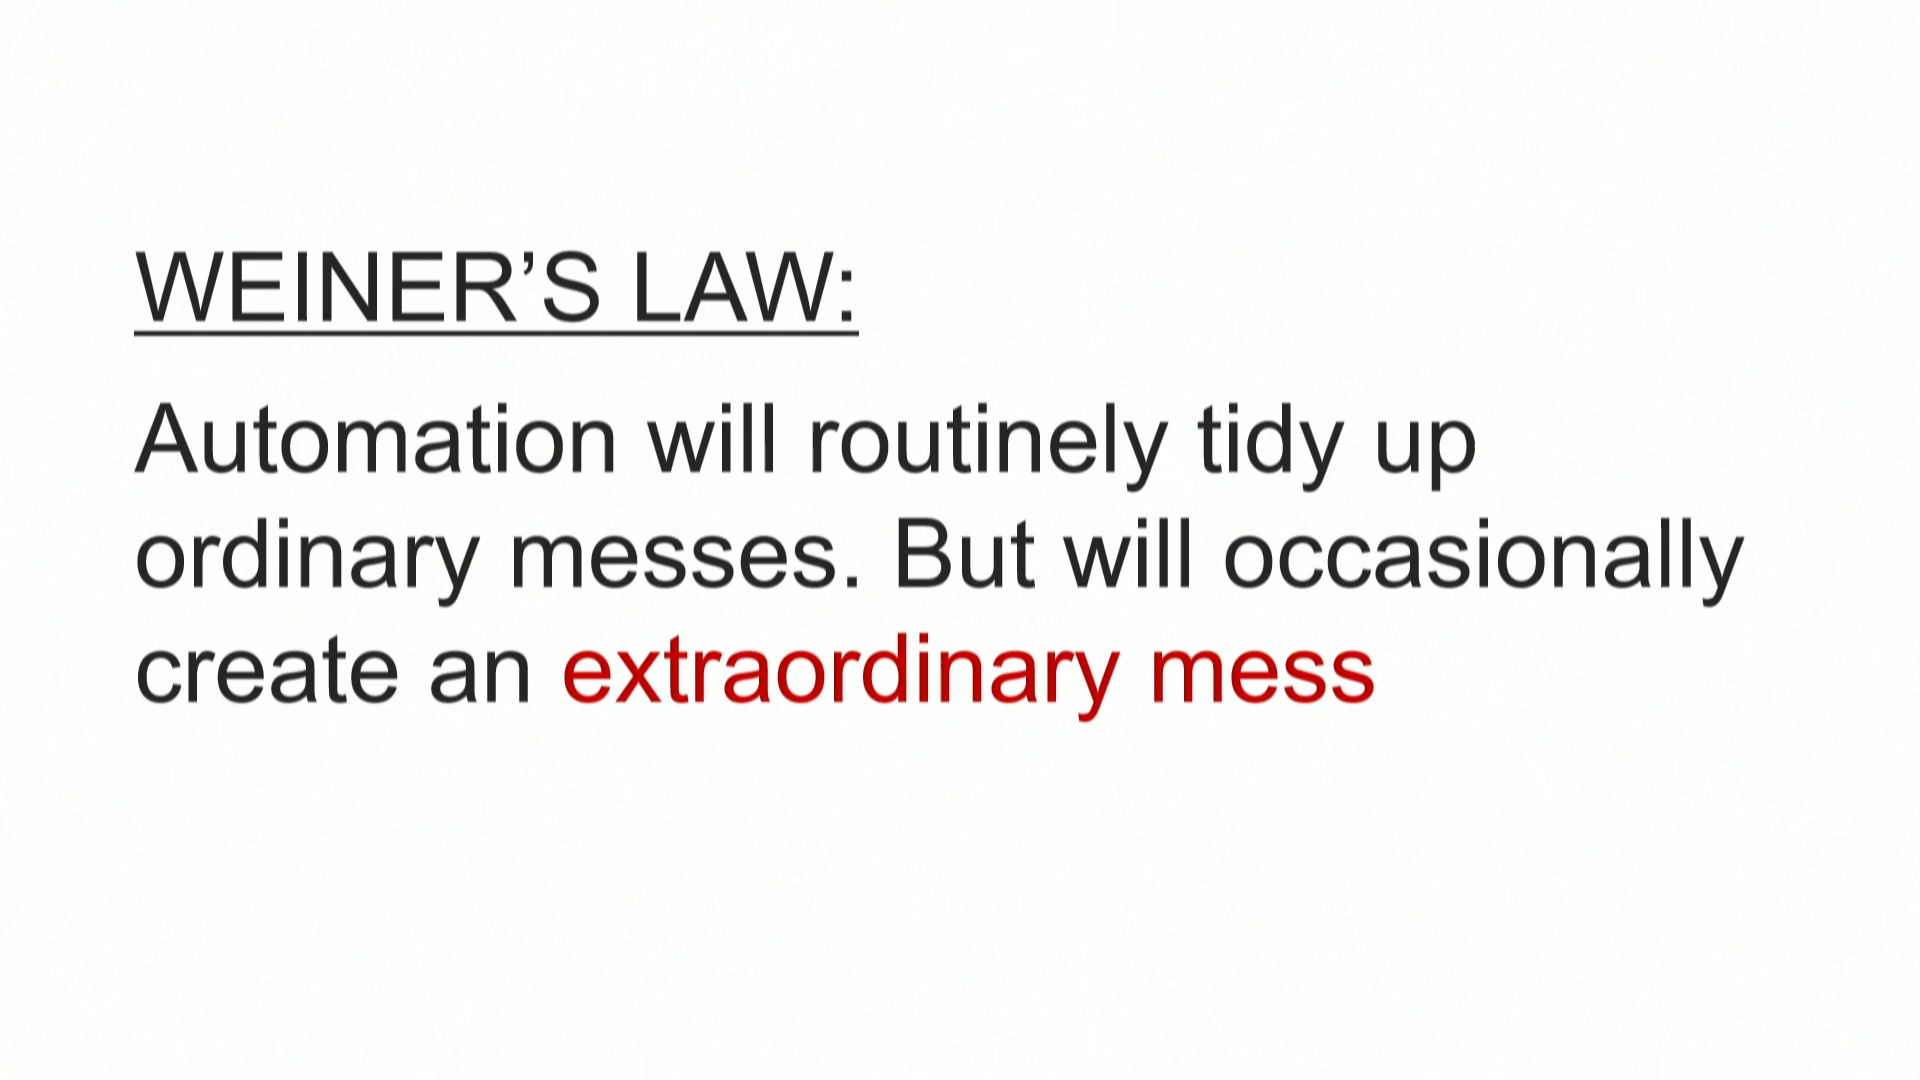 WEINER’S LAW:
Automation will routinely tidy up
ordinary messes. But will occasionally
create an extraordinary mess